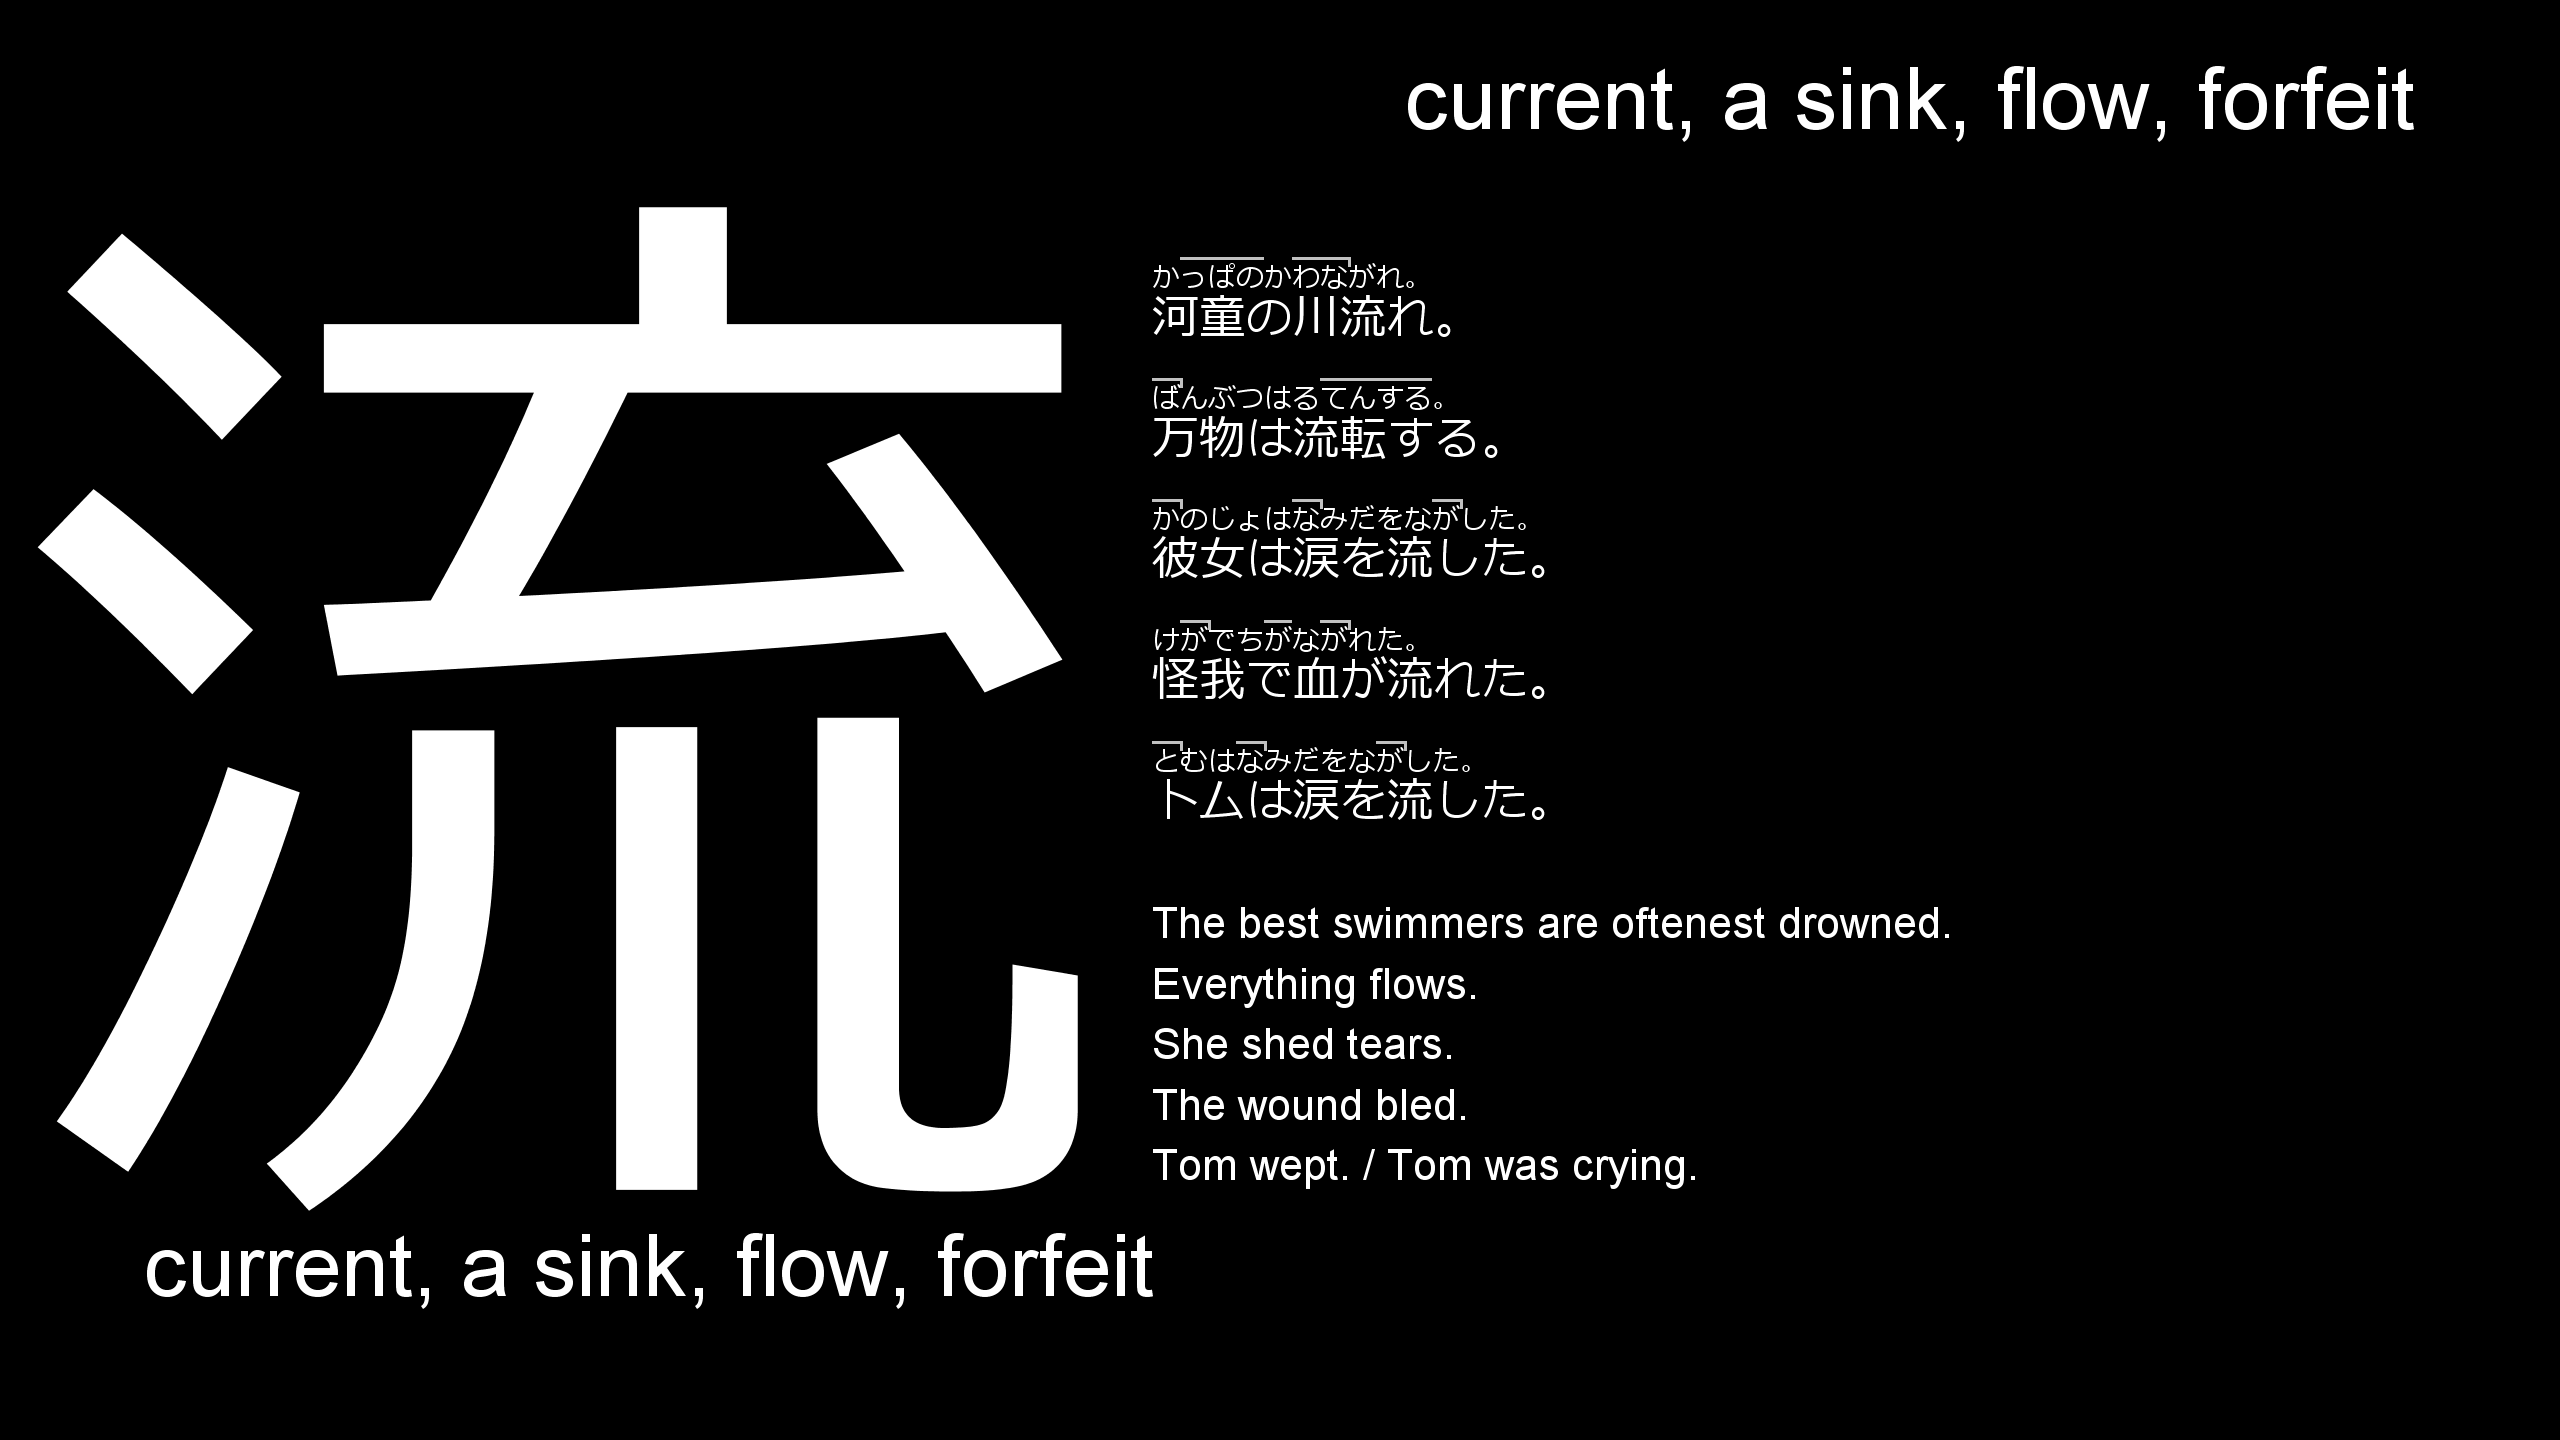 current, a sink, flow, forfeit
流
かっぱのかわながれ。
河童の川流れ。
ばんぶつはるてんする。
万物は流転する。
かのじょはなみだをながした。
彼女は涙を流した。
けがでちがながれた。
怪我で血が流れた。
とむはなみだをながした。
トムは涙を流した。
The best swimmers are oftenest drowned.
Everything flows.
She shed tears.
The wound bled.
Tom wept. / Tom was crying.
current, a sink, flow, forfeit